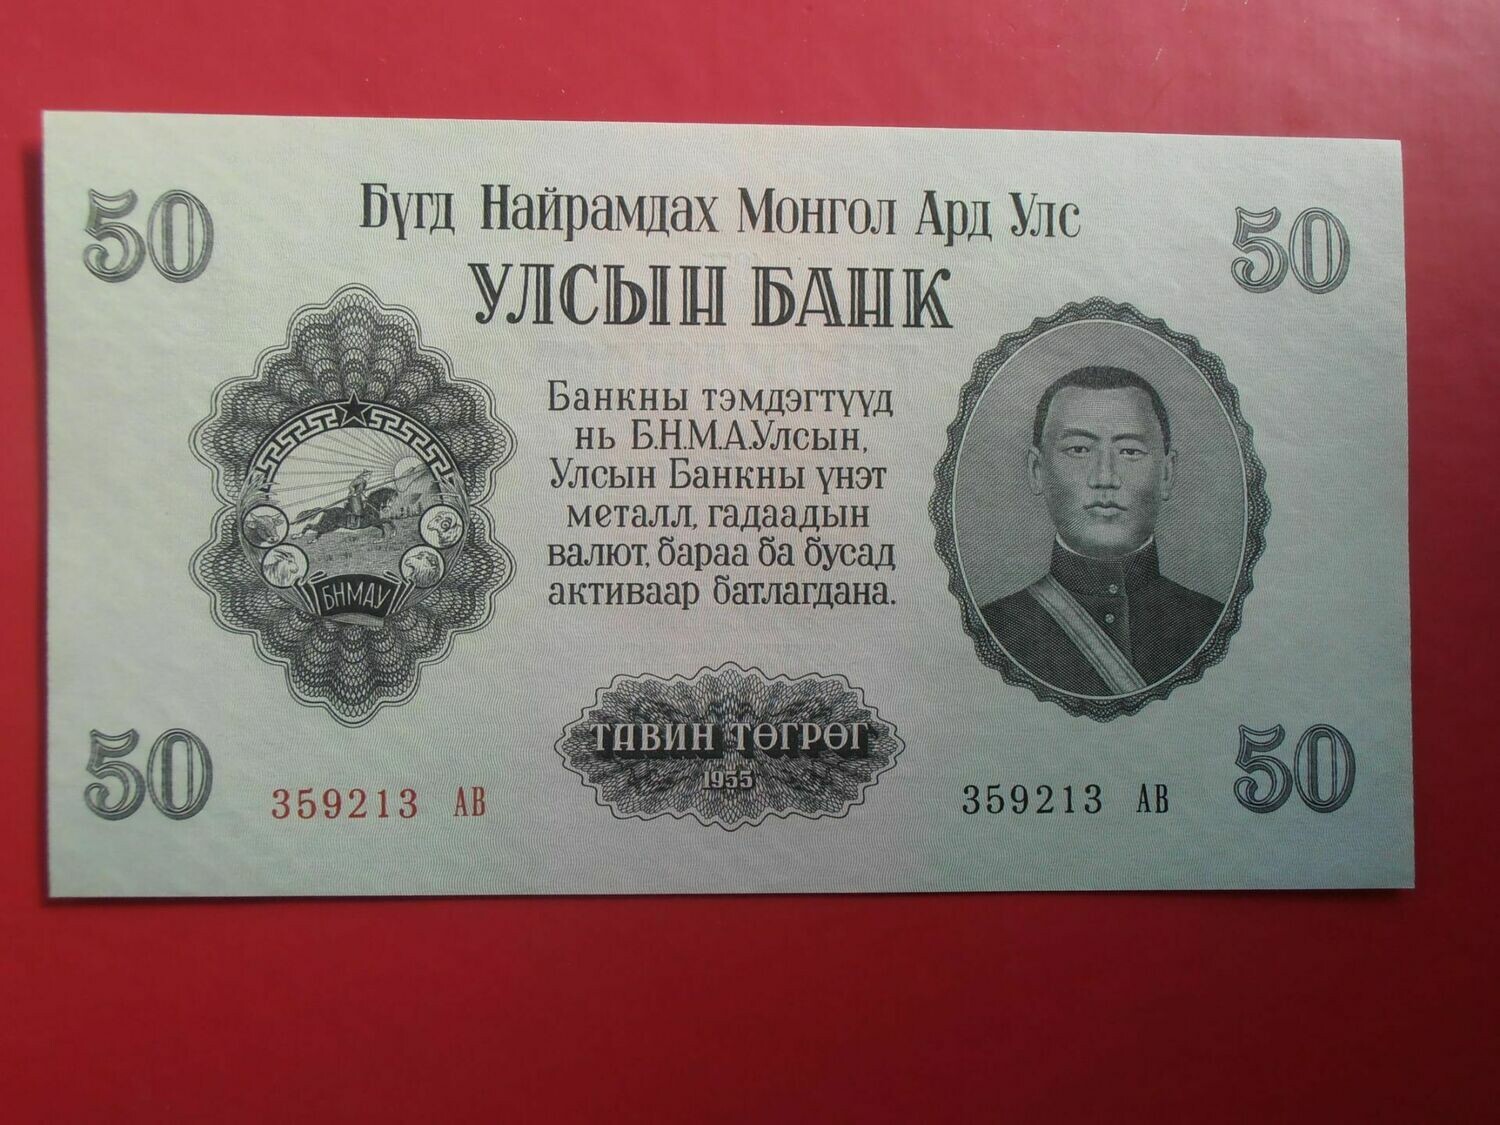 50
Бүгд Найрамдах Монгол Ард Улс
50
УЛСЫН БАНК
Банкны тэмдэгтүүд
нь Б.Н.М.А.Улсын,
Улсын Банкны үнэт
металл, гадаадын
валют, бараа ба бусад
активаар батлагдана.
БНМАУ
ТАВИН ТӨГРӨГ
1955
50
359213 АВ
359213 АВ
50